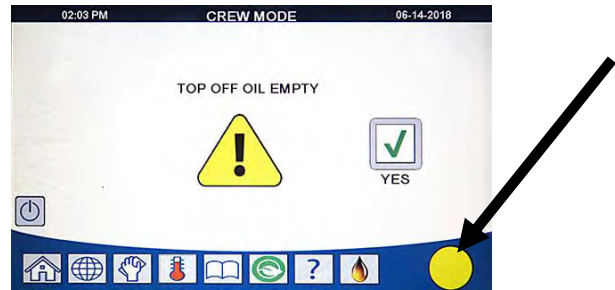 02:03 PM CREW MODE 06-14-2018
TOP OFF OIL EMPTY
!
YES
?